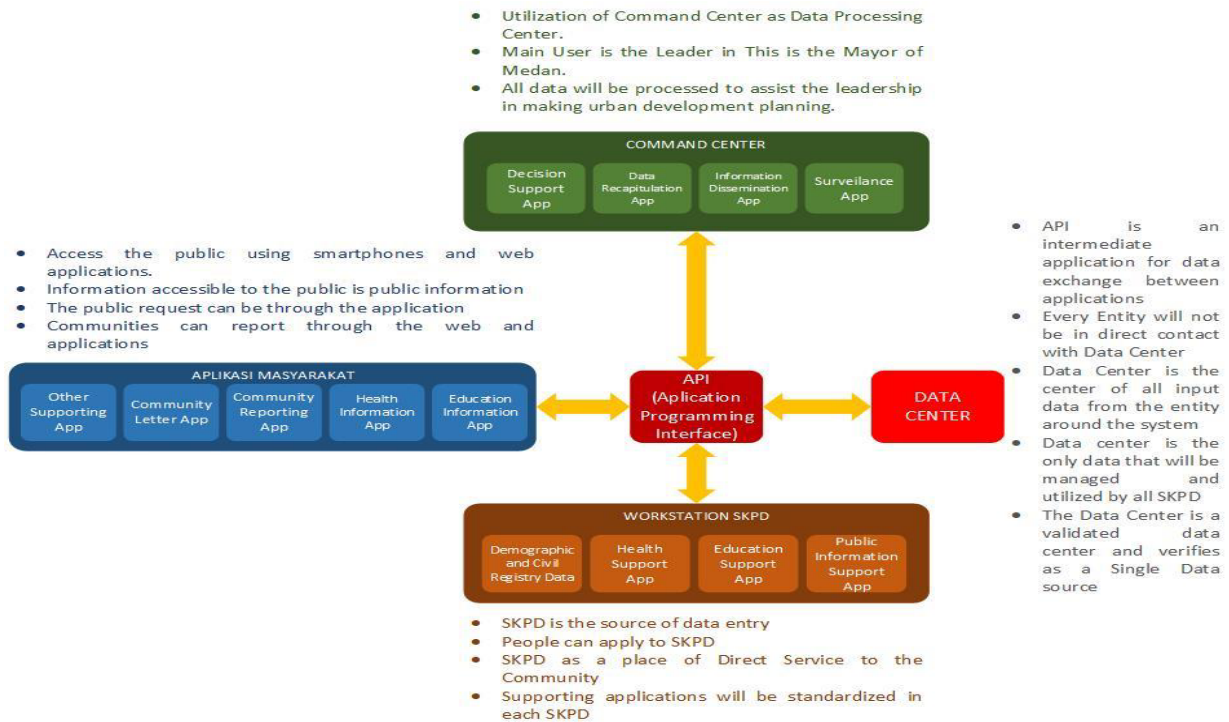 • Utilization of Command Center as Data Processing
Center.
• Main User is the Leader in This is the Mayor of
Medan.
• All data will be processed to assist the leadership
in making urban development planning.
COMMAND CENTER
Decision
Support
App
Data
Recapitulation
App
Information
Dissemination
App
Surveilance
App
• Access the public using smartphones and web
applications.
• Information accessible to the public is public information
• The public request can be through the application
• Communities can report through the web and
applications
APLIKASI MASYARAKAT
Other
Supporting
App
Community
Letter App
Community
Reporting
App
Health
Information
App
Education
Information
App
API
(Aplication
Programming
Interface)
DATA
CENTER
• API is an
intermediate
application for data
exchange between
applications
• Every Entity will not
be in direct contact
with Data Center
• Data Center is the
center of all input
data from the entity
around the system
• Data center is the
only data that will be
managed and
utilized by all SKPD
• The Data Center is a
validated data
center and verifies
as a Single Data
source
WORKSTATION SKPD
Demographic
and Civil
Registry Data
Health
Support
App
Education
Support
App
Public
Information
Support
App
• SKPD is the source of data entry
• People can apply to SKPD
• SKPD as a place of Direct Service to the
Community
• Supporting applications will be standardized in
each SKPD